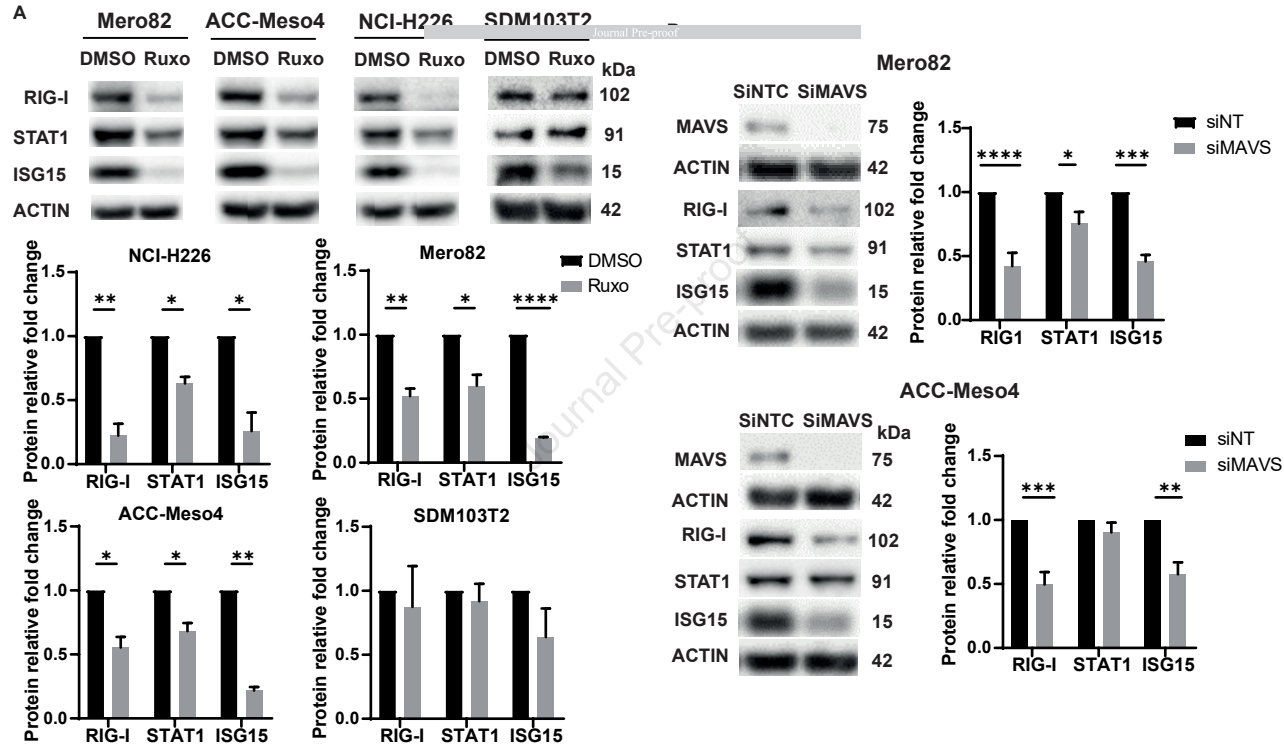 A
Mero82 ACC-Meso4 NCI-H226 SDM103T2
Journal Pre-proof
DMSO Ruxo DMSO Ruxo DMSO Ruxo DMSO Ruxo
kDa
RIG-I 102
STAT1 91
ISG15 15
ACTIN 42
NCI-H226
Protein relative fold change
1.5
1.0
0.5
0.0
** * *
RIG-I STAT1 ISG15
Mero82
DMSO
Ruxo
Protein relative fold change
1.5
1.0
0.5
0.0
** * ****
RIG-I STAT1 ISG15
ACC-Meso4
Protein relative fold change
1.5
1.0
0.5
0.0
* * **
RIG-I STAT1 ISG15
SDM103T2
Protein relative fold change
1.5
1.0
0.5
0.0
RIG-I STAT1 ISG15
Journal Pre-proof
Mero82
SiNTC SiMAVS
MAVS 75
ACTIN 42
RIG-I 102
STAT1 91
ISG15 15
ACTIN 42
Protein relative fold change
1.5
1.0
0.5
0.0
**** * ***
RIG1 STAT1 ISG15
siNT
siMAVS
ACC-Meso4
SiNTC SiMAVS
kDa
MAVS 75
ACTIN 42
RIG-I 102
STAT1 91
ISG15 15
ACTIN 42
Protein relative fold change
1.5
1.0
0.5
0.0
*** **
RIG-I STAT1 ISG15
siNT
siMAVS